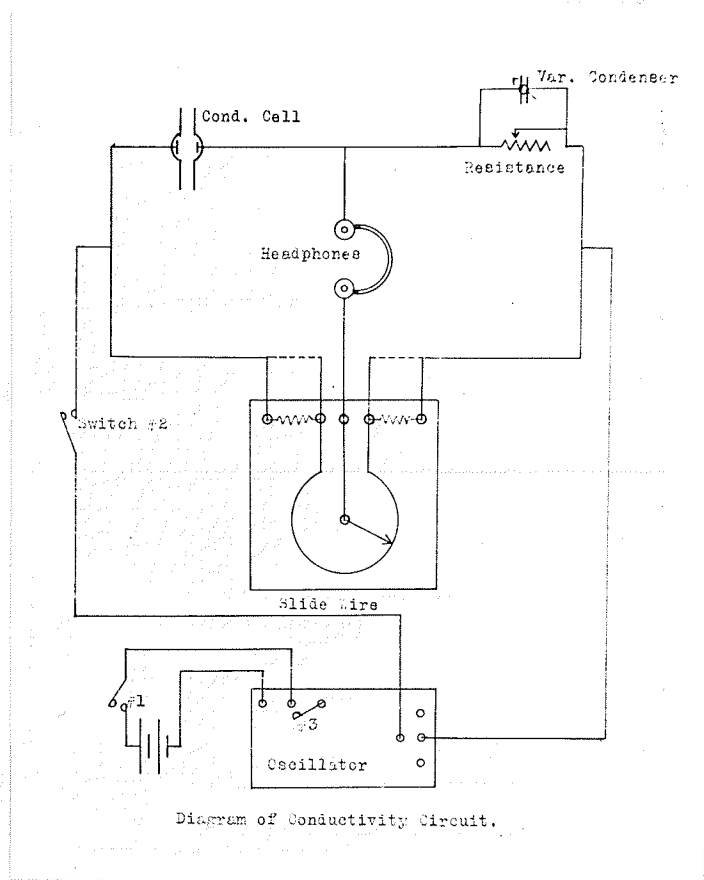 Var. Condenser
Cond. Cell
Resistance
Headphones
Switch #2
Slide Wire
#1
#3
Oscillator
Diagram of Conductivity Circuit.